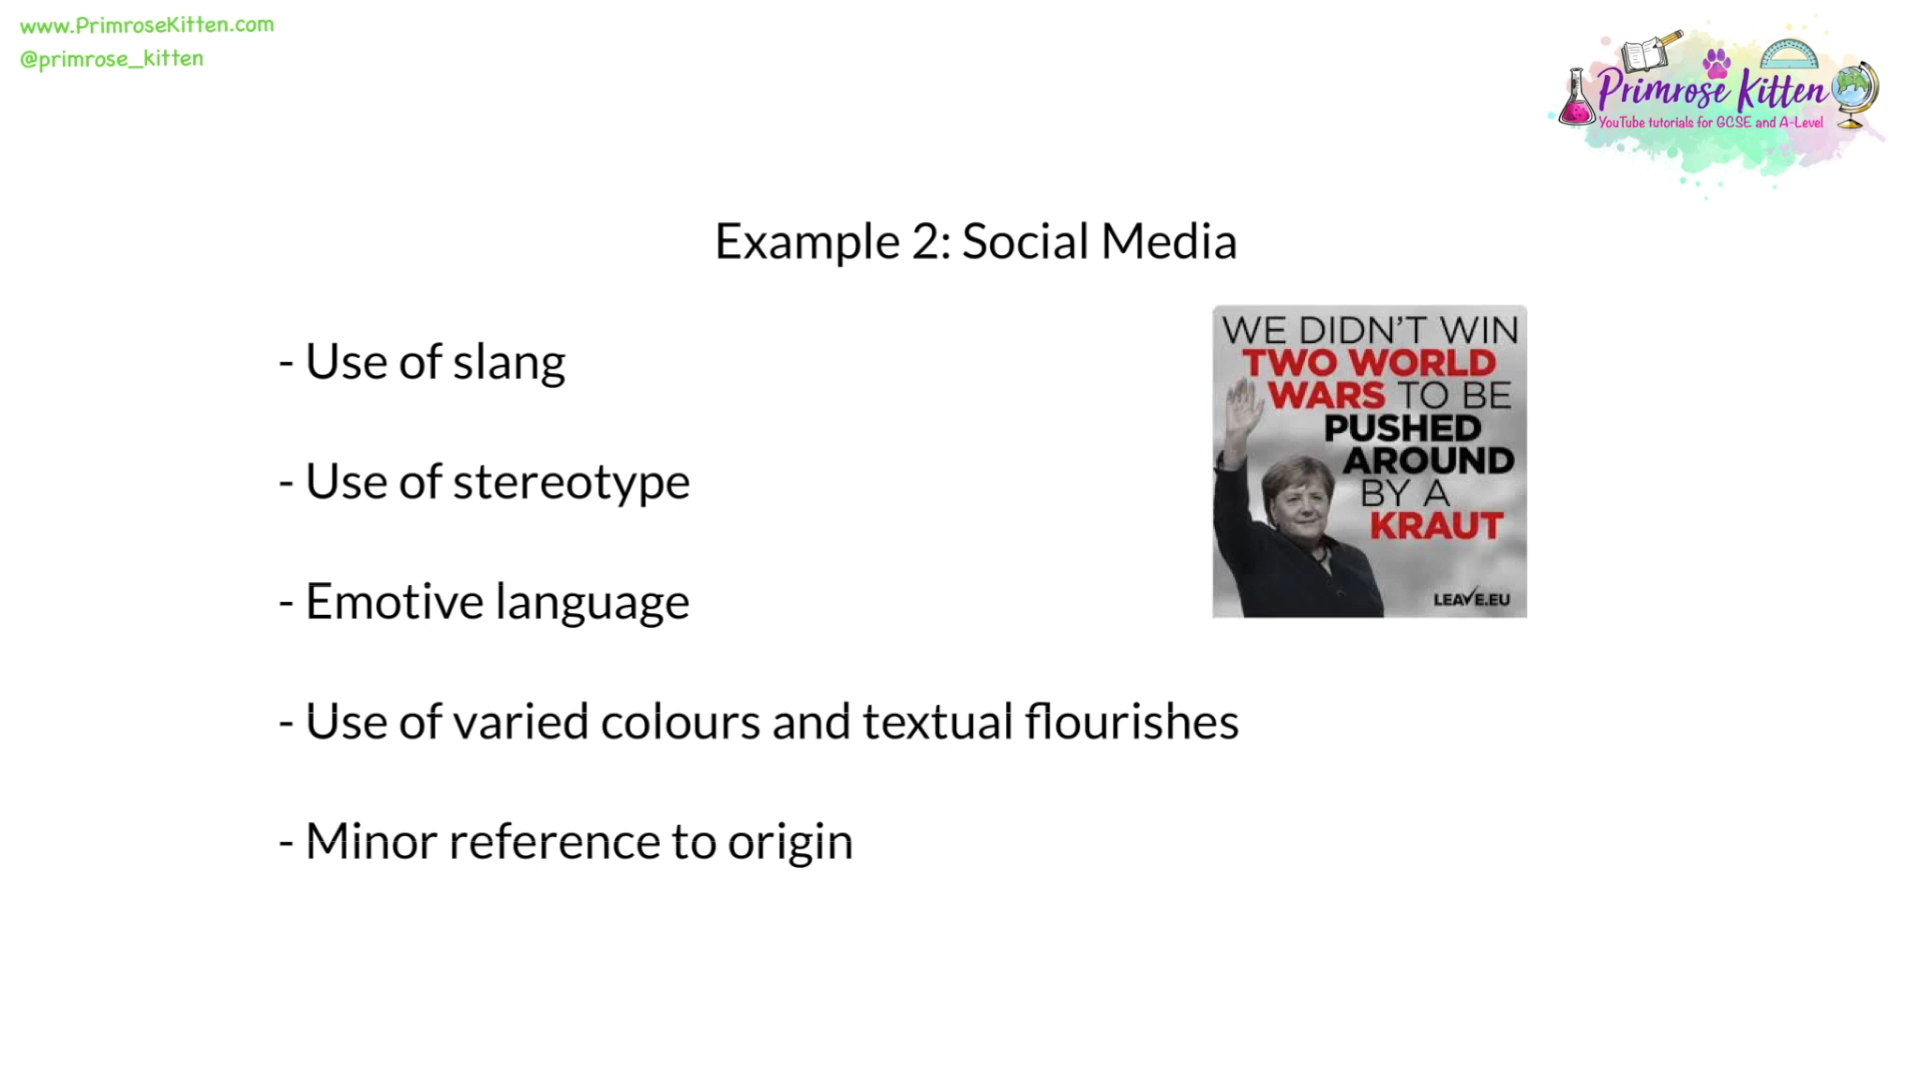 www.PrimroseKitten.com
@primrose_kitten
Primrose Kitten
YouTube tutorials for GCSE and A-Level
Example 2: Social Media
- Use of slang
- Use of stereotype
- Emotive language
- Use of varied colours and textual flourishes
- Minor reference to origin
WE DIDN'T WIN
TWO WORLD
WARS TO BE
PUSHED
AROUND
BY A
KRAUT
LEAVE.EU